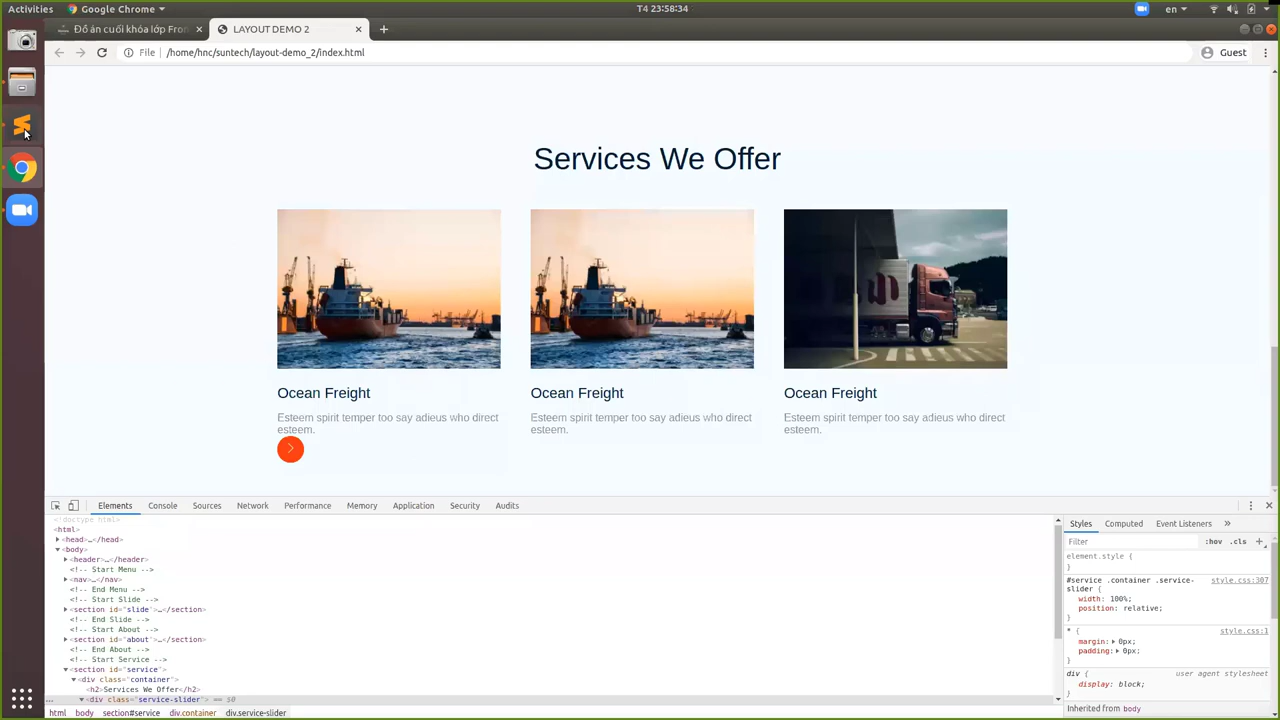 Activities
Google Chrome
T4 23:58:34
en
Đồ án cuối khóa lớp Fron
LAYOUT DEMO 2
File
/home/hnc/suntech/layout-demo_2/index.html
Guest
Services We Offer
Ocean Freight
Esteem spirit temper too say adieus who direct
esteem.
Ocean Freight
Esteem spirit temper too say adieus who direct
esteem.
Ocean Freight
Esteem spirit temper too say adieus who direct
esteem.
Elements Console Sources Network Performance Memory Application Security Audits
<!doctype html>
<html>
<head>…</head>
<body>
<header>…</header>
<!-- Start Menu -->
<nav>…</nav>
<!-- End Menu -->
<!-- Start Slide -->
<section id="slide">…</section>
<!-- End Slide -->
<!-- Start About -->
<section id="about">…</section>
<!-- End About -->
<!-- Start Service -->
<section id="service">
<div class="container">
<h2>Services We Offer</h2>
... <div class="service-slider"> == $0
html body section#service div.container div.service-slider
Styles Computed Event Listeners »
Filter :hov .cls +
element.style {
}
#service .container .service-slider { style.css:307
width: 100%;
position: relative;
}
* { style.css:1
margin: 0px;
padding: 0px;
}
div { user agent stylesheet
display: block;
}
Inherited from body